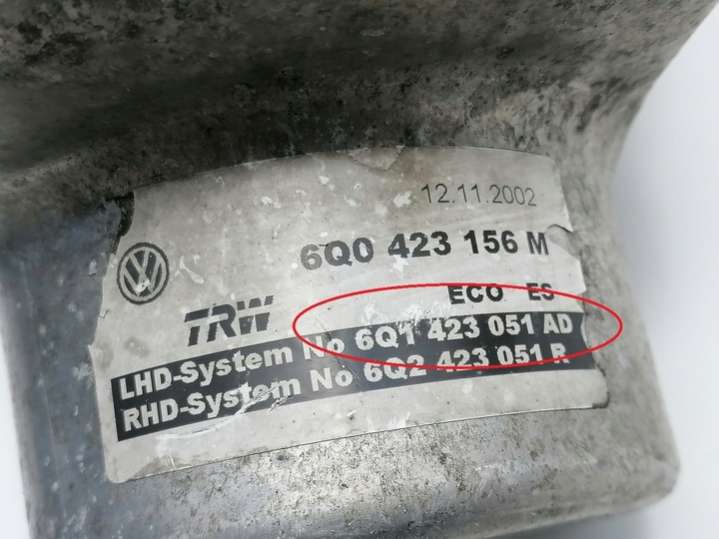 12.11.2002
6Q0 423 156 M
ECO ES
TRW
LHD-System No 6Q1 423 051 AD
RHD-System No 6Q2 423 051 R